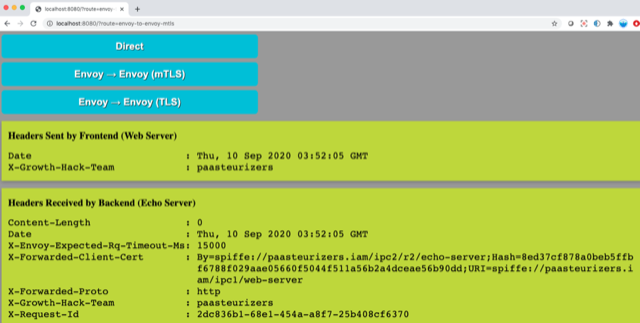 localhost:8080/?route=envoy-
localhost:8080/?route=envoy-to-envoy-mtls
Direct
Envoy → Envoy (mTLS)
Envoy → Envoy (TLS)
Headers Sent by Frontend (Web Server)
Date : Thu, 10 Sep 2020 03:52:05 GMT
X-Growth-Hack-Team : paasteurizers
Headers Received by Backend (Echo Server)
Content-Length : 0
Date : Thu, 10 Sep 2020 03:52:05 GMT
X-Envoy-Expected-Rq-Timeout-Ms: 15000
X-Forwarded-Client-Cert : By=spiffe://paasteurizers.iam/ipc2/r2/echo-server;Hash=8ed37cf878a0beb5ffb
f6788f029aae05660f5044f511a56b2a4dceae56b90dd;URI=spiffe://paasteurizers.i
am/ipc1/web-server
X-Forwarded-Proto : http
X-Growth-Hack-Team : paasteurizers
X-Request-Id : 2dc836b1-68e1-454a-a8f7-25b408cf6370